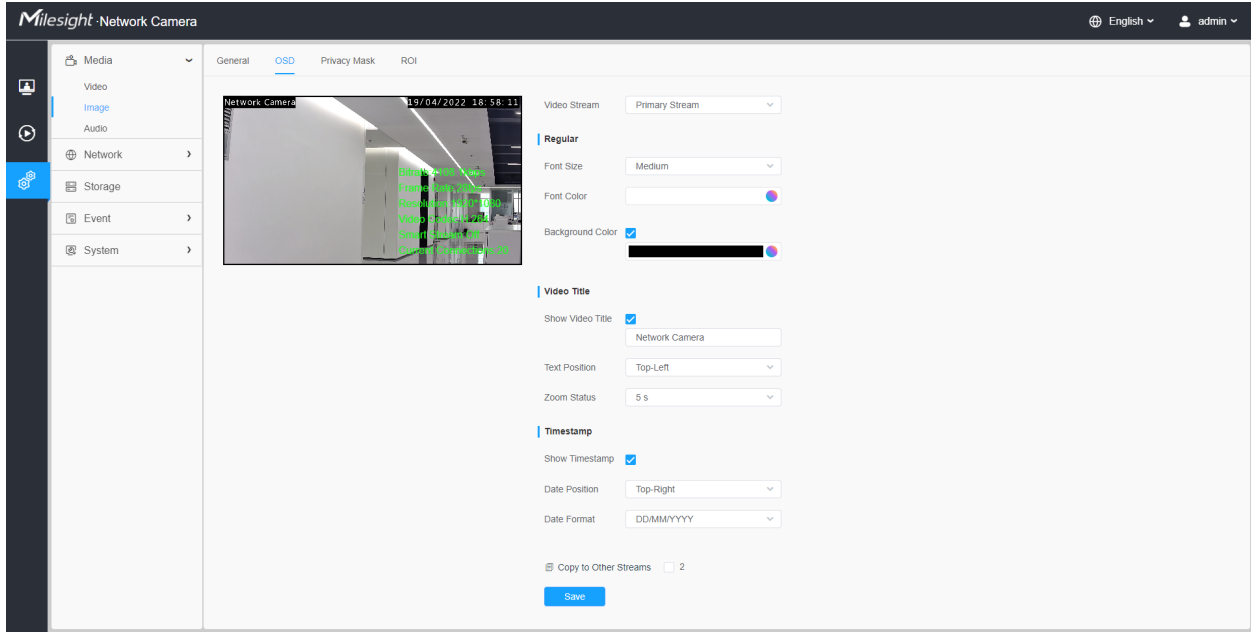 Milesight ·Network Camera
English
admin
Media
Video
Image
Audio
Network
Storage
Event
System
General OSD Privacy Mask ROI
Network Camera 19/04/2022 18:58:11
Resolution:1920*1080
Video Stream Primary Stream
Regular
Font Size Medium
Font Color
Background Color
Video Title
Show Video Title
Network Camera
Text Position Top-Left
Zoom Status 5 s
Timestamp
Show Timestamp
Date Position Top-Right
Date Format DD/MM/YYYY
Copy to Other Streams 2
Save